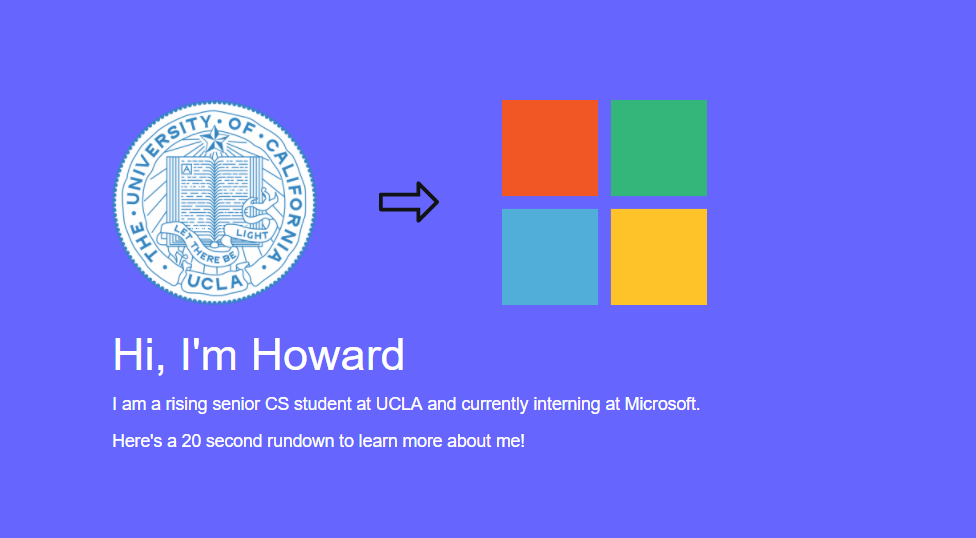 THE · UNIVERSITY · OF · CALIFORNIA
A
LET THERE BE LIGHT
· UCLA ·
Hi, I'm Howard
I am a rising senior CS student at UCLA and currently interning at Microsoft.
Here's a 20 second rundown to learn more about me!